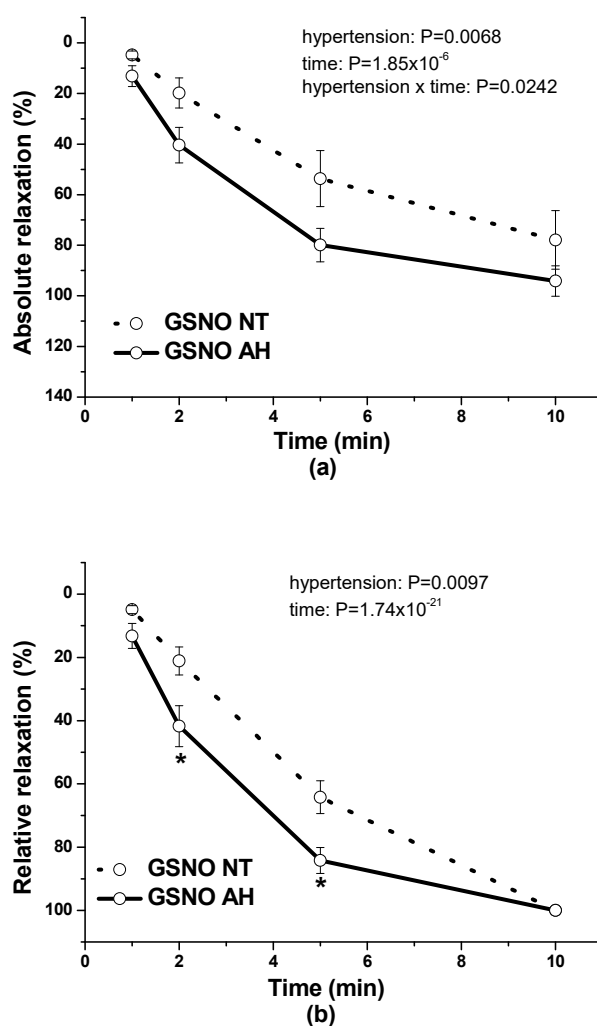 hypertension: P=0.0068
time: P=1.85x10⁻⁶
hypertension x time: P=0.0242
Absolute relaxation (%)
0
20
40
60
80
100
120
140
GSNO NT
GSNO AH
0 2 4 6 8 10
Time (min)
(a)
hypertension: P=0.0097
time: P=1.74x10⁻²¹
Relative relaxation (%)
0
20
40
60
80
100
*
*
GSNO NT
GSNO AH
0 2 4 6 8 10
Time (min)
(b)